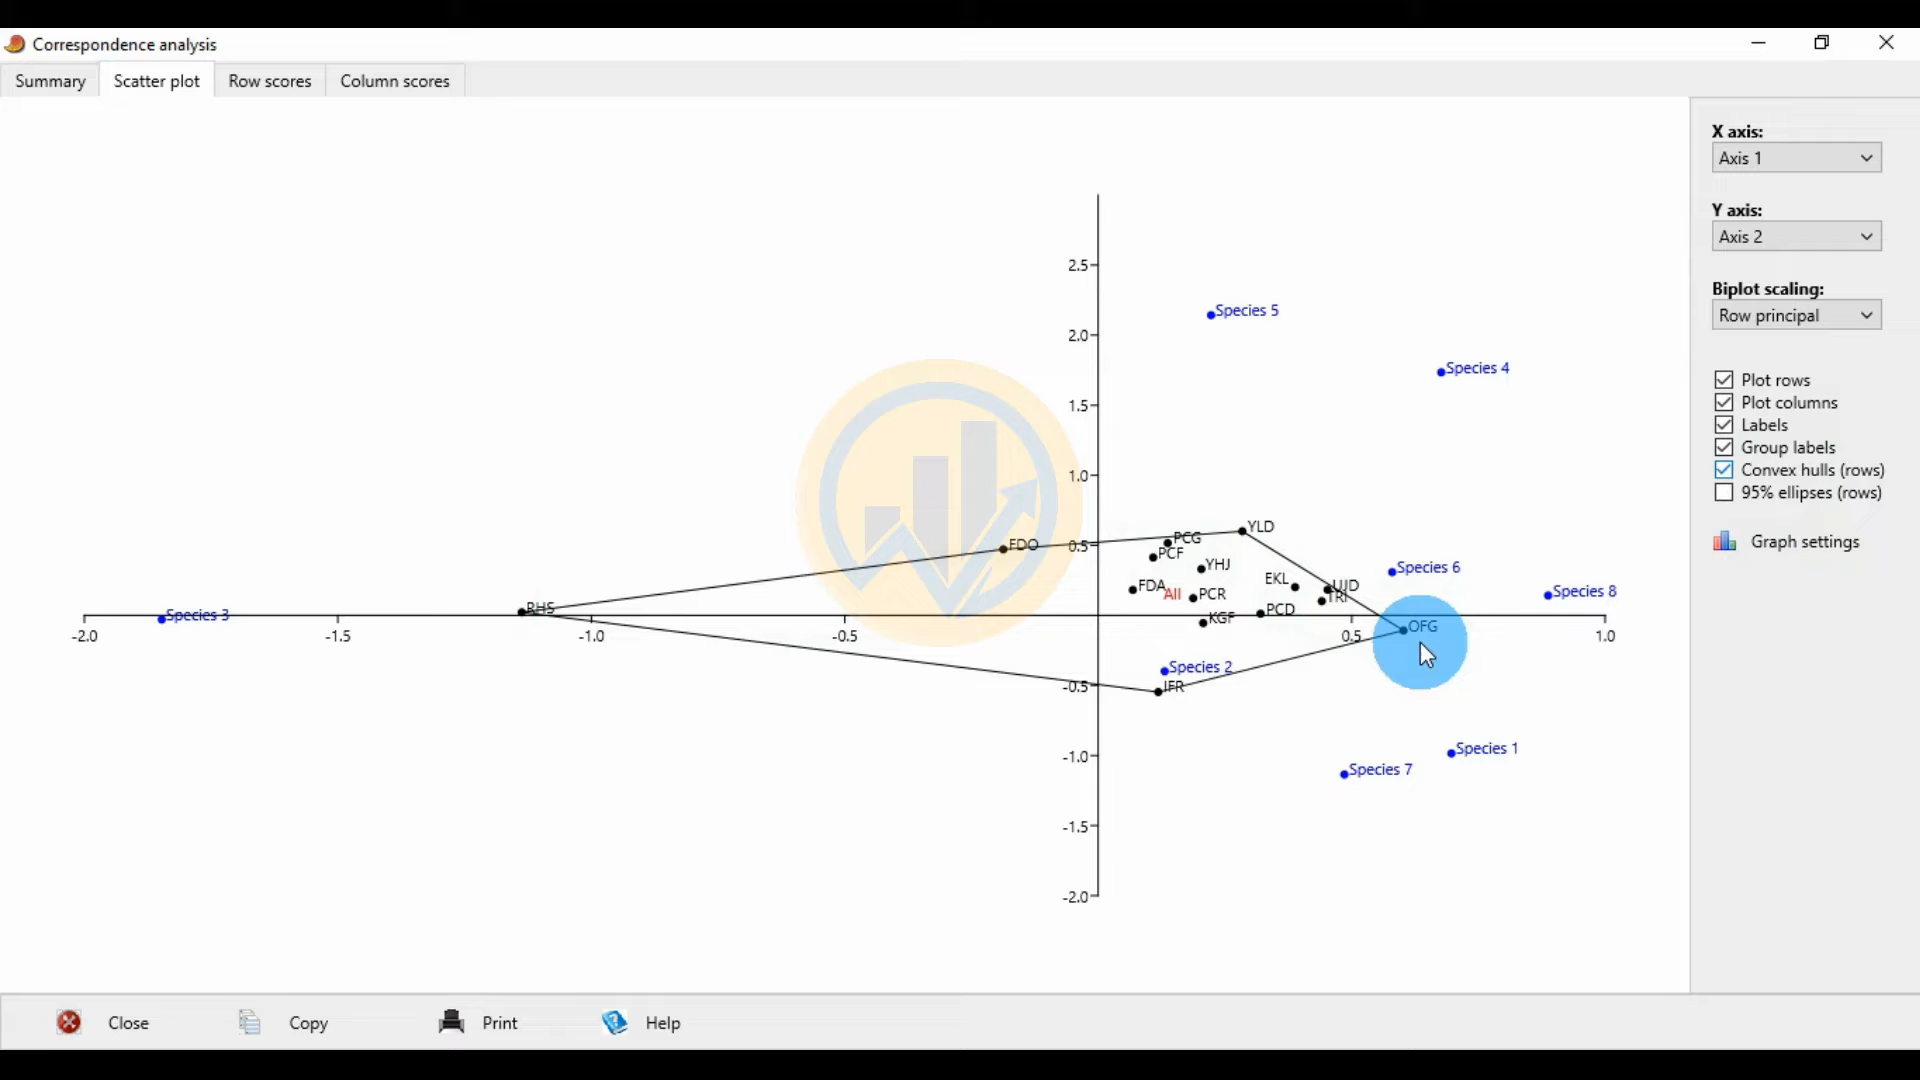 Correspondence analysis
Summary Scatter plot Row scores Column scores
X axis:
Axis 1
Y axis:
Axis 2
Biplot scaling:
Row principal
Plot rows
Plot columns
Labels
Group labels
Convex hulls (rows)
95% ellipses (rows)
Graph settings
2.5
Species 5
2.0
Species 4
1.5
1.0
YLD
PCG
FDO 0.5
PCF
YHJ
Species 6
EKL
FDA All PCR
UJD
TRI
Species 8
RHS
PCD
Species 3
KGF
OFG
-2.0 -1.5 -1.0 -0.5 0.5 1.0
Species 2
-0.5 IFR
Species 1
-1.0
Species 7
-1.5
-2.0
Close Copy Print Help